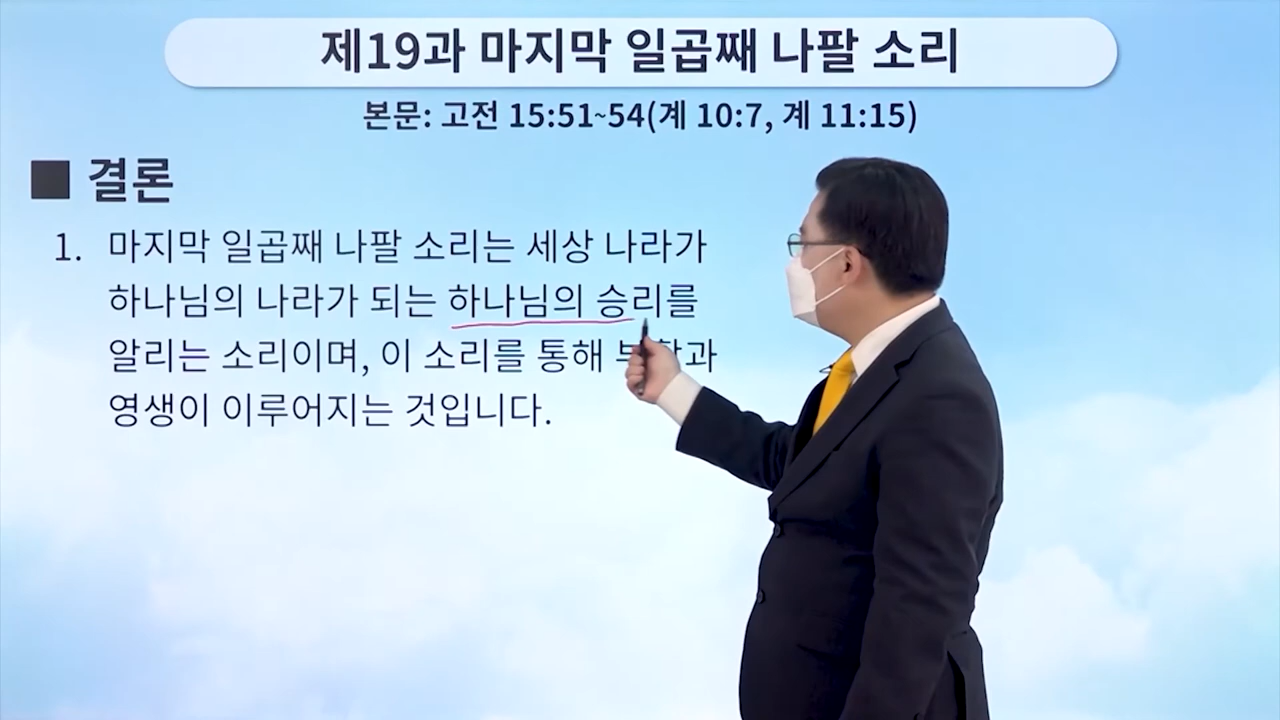 제19과 마지막 일곱째 나팔 소리
본문: 고전 15:51~54(계 10:7, 계 11:15)
■ 결론
1. 마지막 일곱째 나팔 소리는 세상 나라가
하나님의 나라가 되는 하나님의 승리를
알리는 소리이며, 이 소리를 통해
영생이 이루어지는 것입니다.